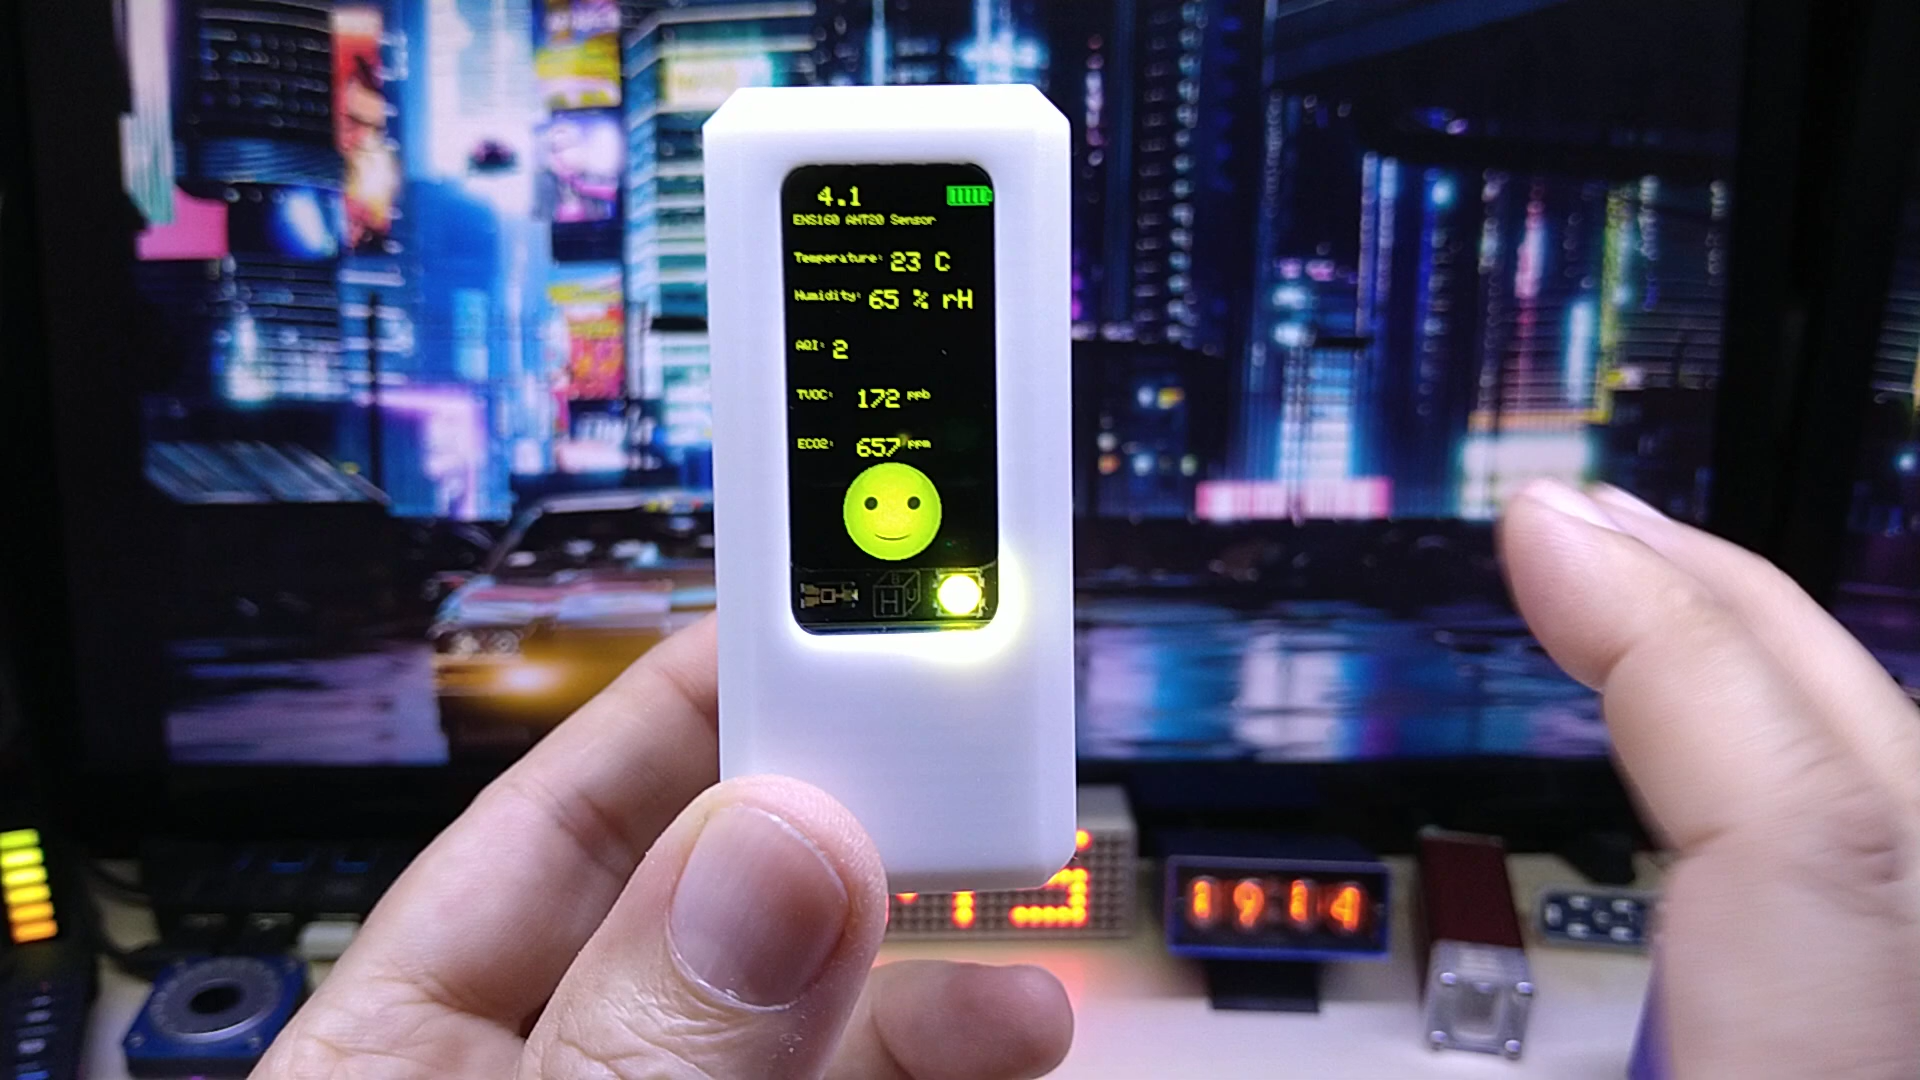 4.1
ENS160 AHT20 Sensor
Temperature: 23 C
Humidity: 65 % rH
AQI: 2
TVOC: 172 ppb
ECO2: 657 ppm
B
H U
1914